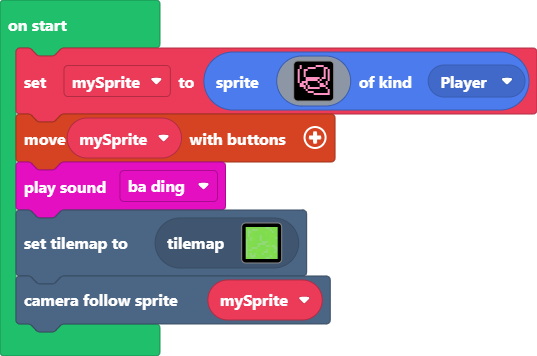 on start
set mySprite to sprite of kind Player
move mySprite with buttons
play sound ba ding
set tilemap to tilemap
camera follow sprite mySprite